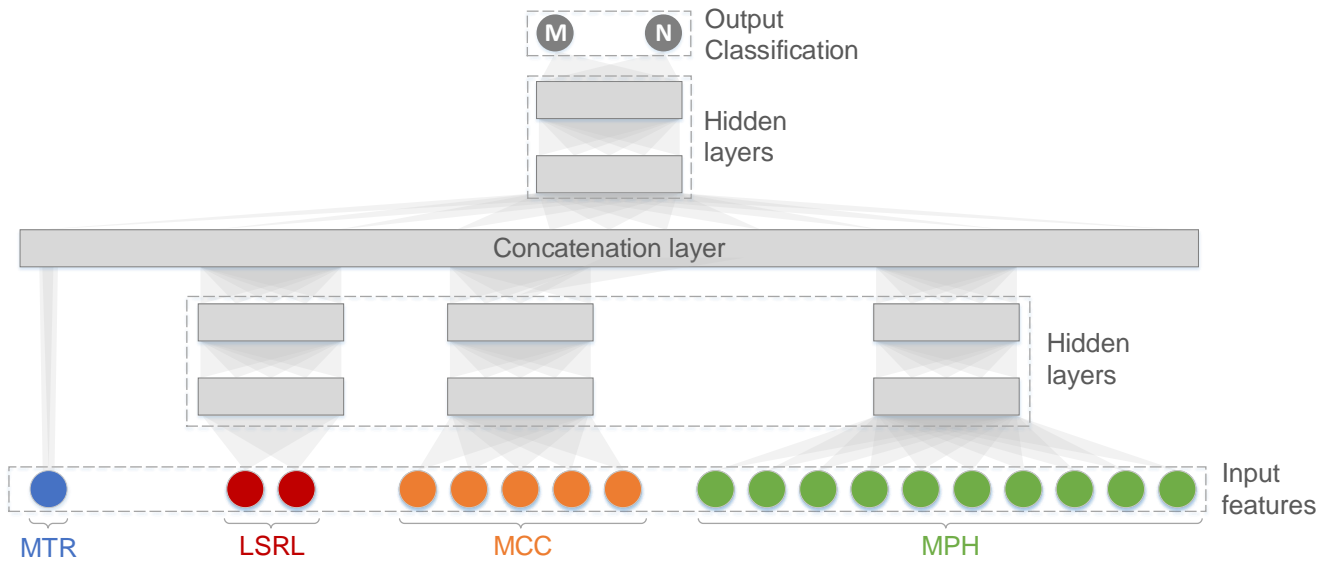 M N
Output
Classification
Hidden
layers
Concatenation layer
Hidden
layers
Input
features
MTR LSRL MCC MPH